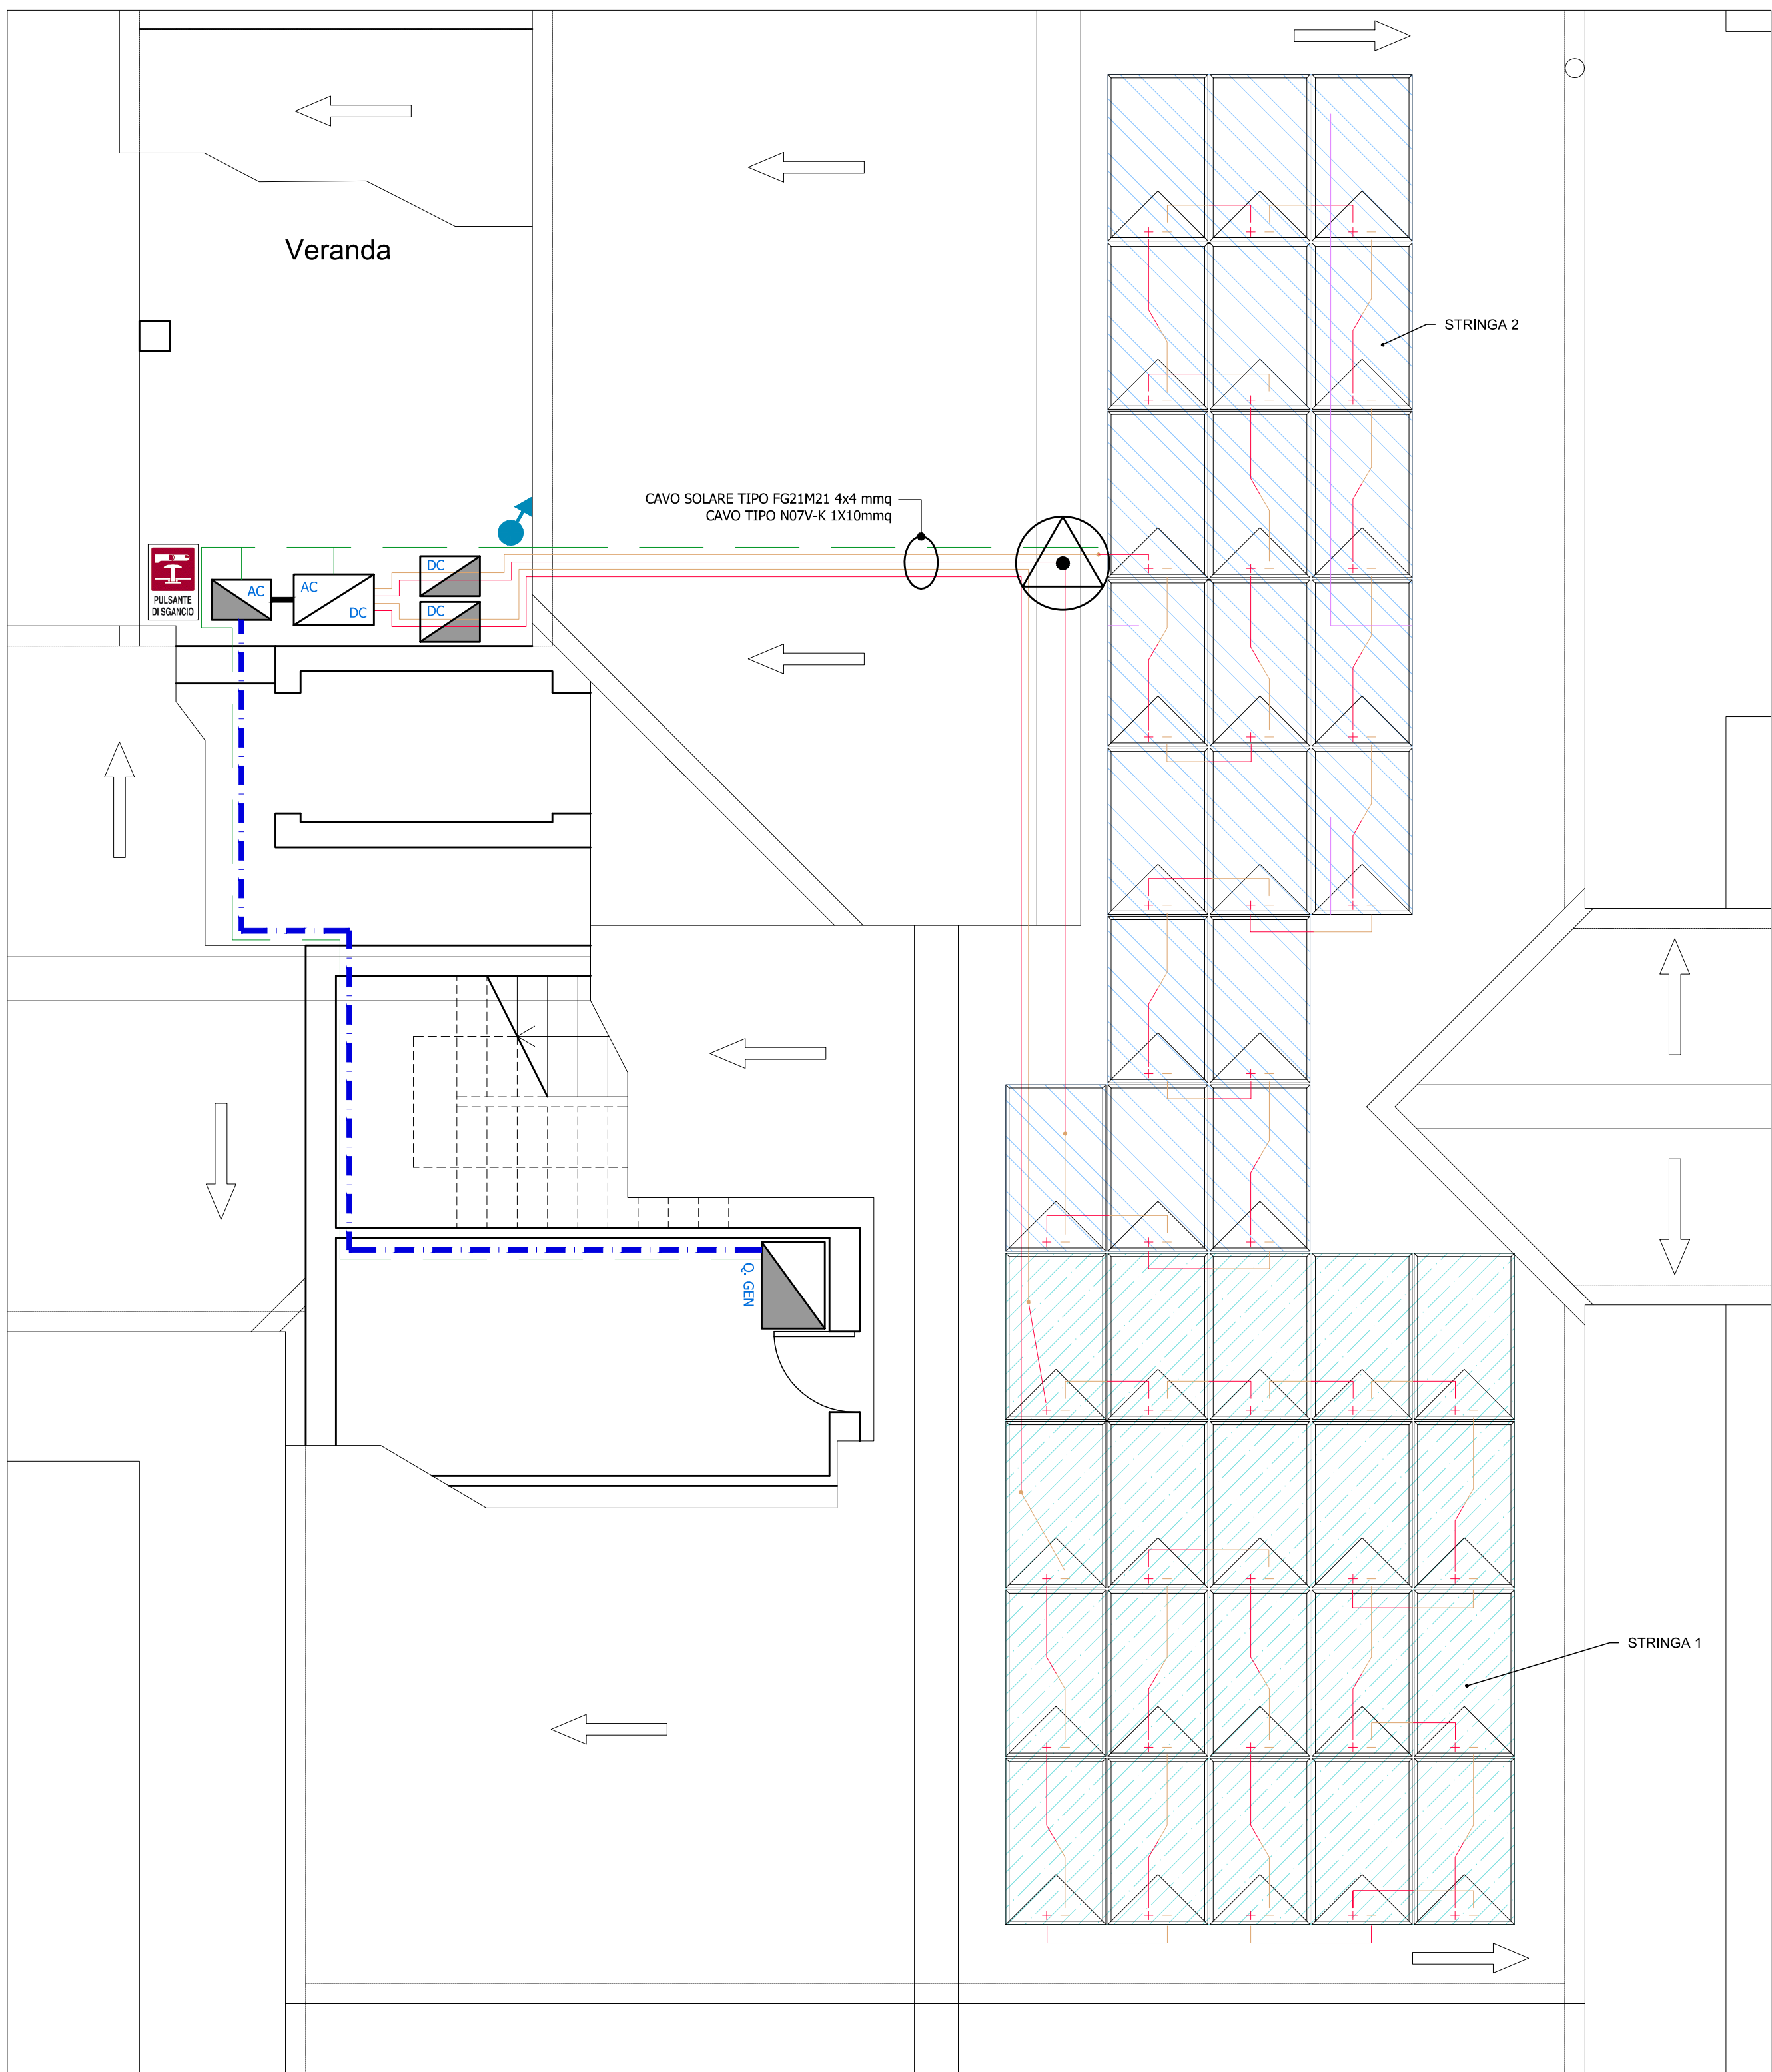 Veranda
STRINGA 2
CAVO SOLARE TIPO FG21M21 4x4 mmq
CAVO TIPO N07V-K 1X10mmq
PULSANTE
DI SGANCIO
AC
AC
DC
DC
DC
Q. GEN
STRINGA 1